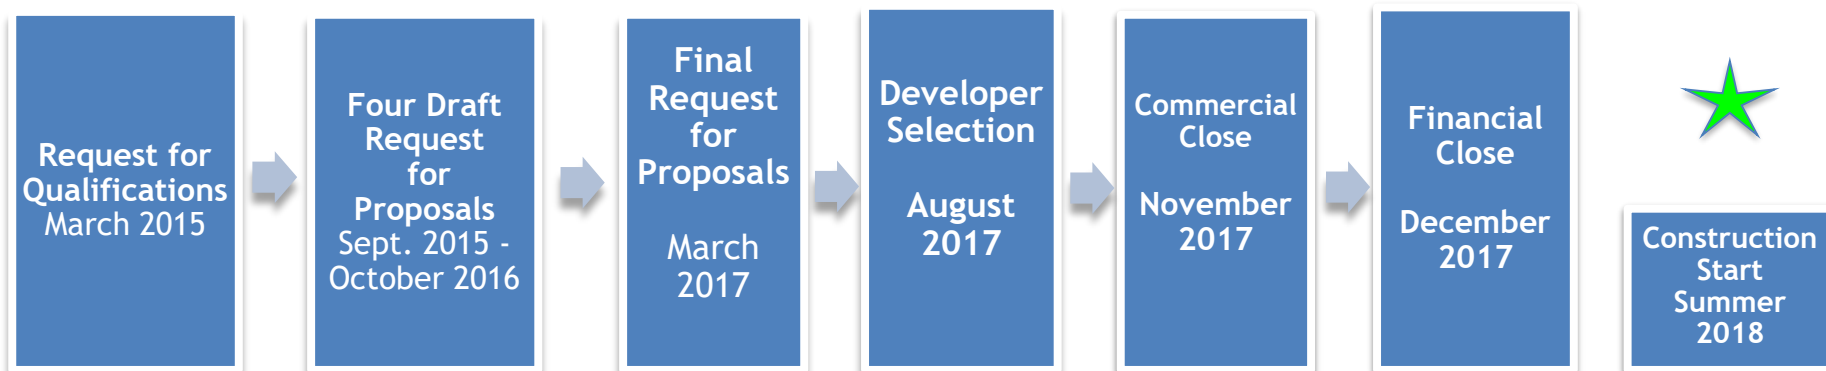 Request for
Qualifications
March 2015
Four Draft
Request
for
Proposals
Sept. 2015 -
October 2016
Final
Request
for
Proposals
March
2017
Developer
Selection
August
2017
Commercial
Close
November
2017
Financial
Close
December
2017
Construction
Start
Summer
2018